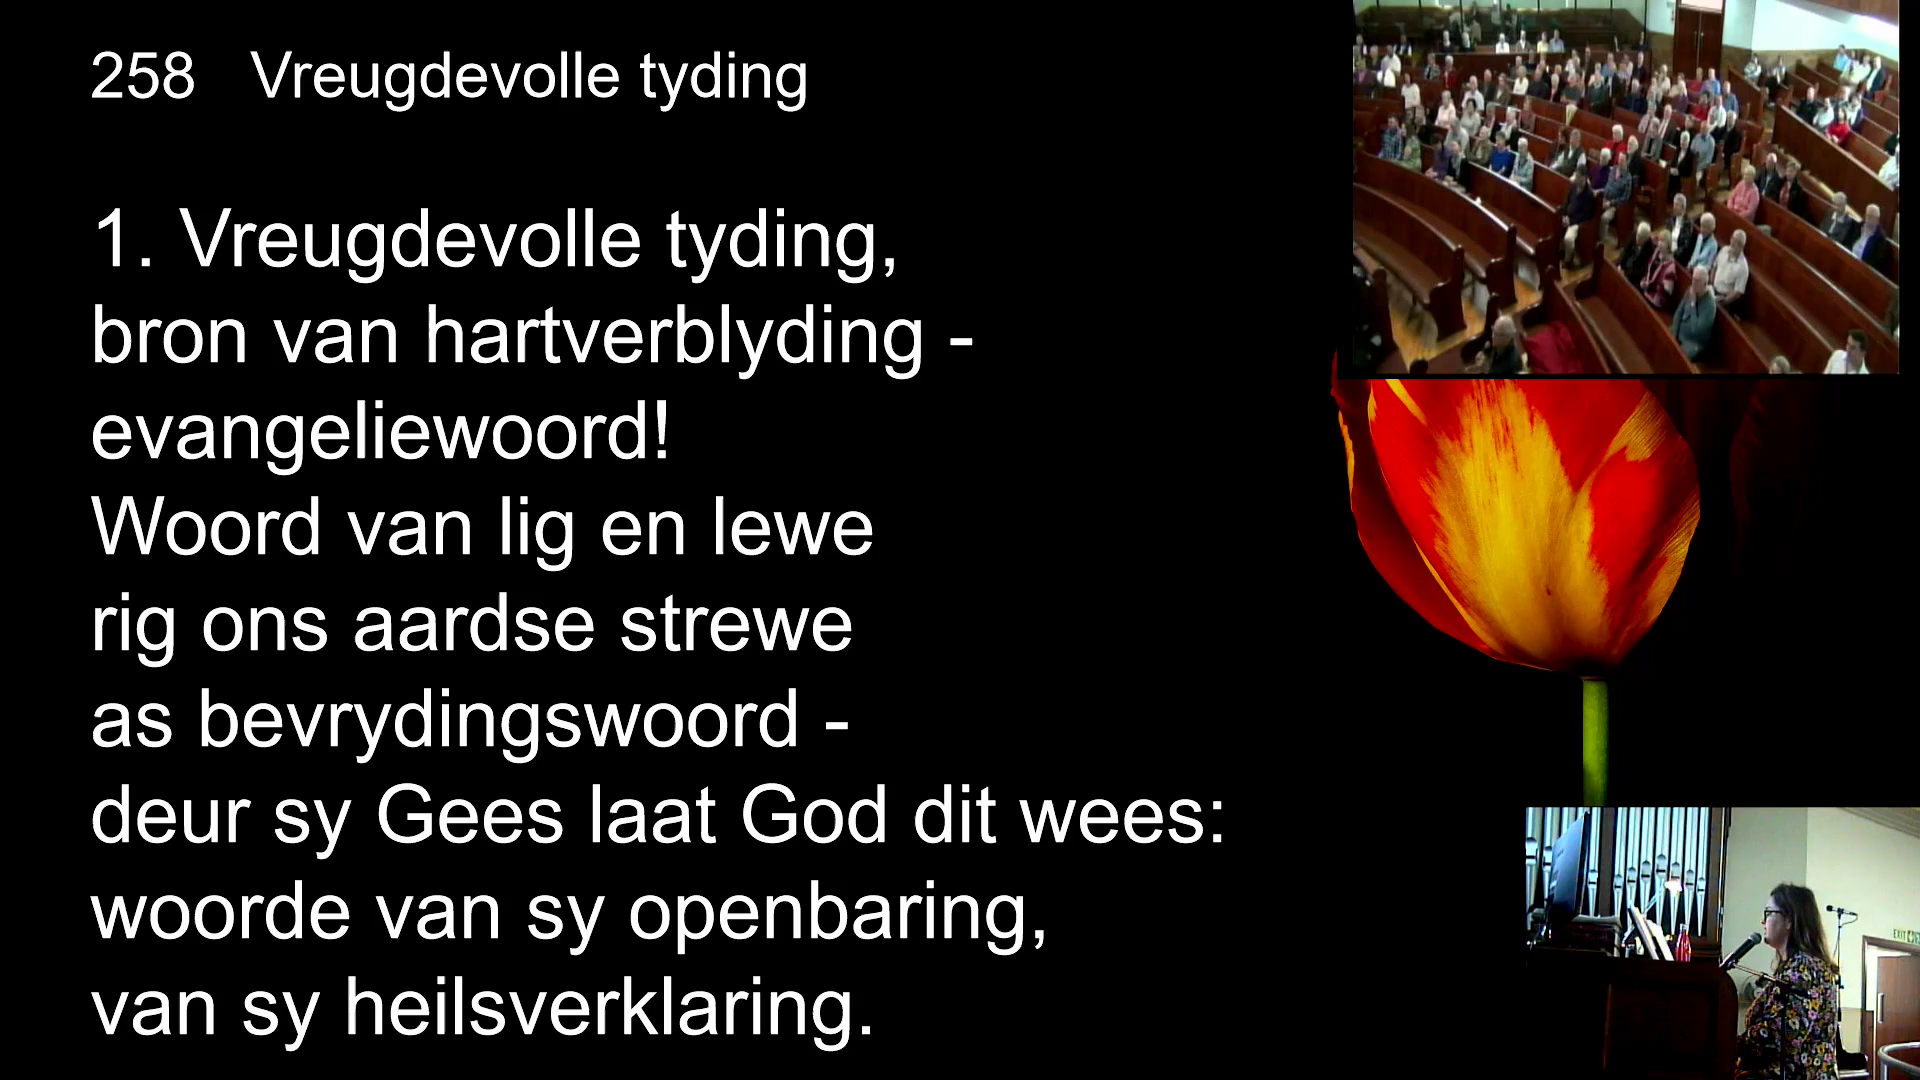 258 Vreugdevolle tyding
1. Vreugdevolle tyding,
bron van hartverblyding -
evangeliewoord!
Woord van lig en lewe
rig ons aardse strewe
as bevrydingswoord -
deur sy Gees laat God dit wees:
woorde van sy openbaring,
van sy heilsverklaring.
EXIT